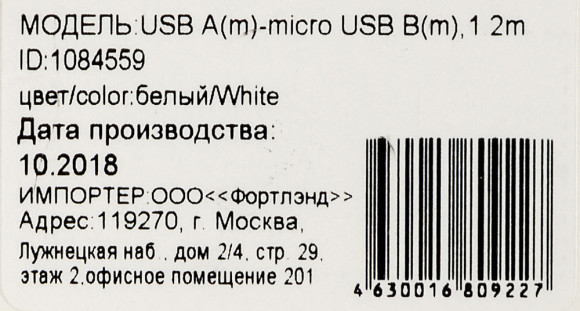 МОДЕЛЬ:USB A(m)-micro USB B(m),1 2m
ID:1084559
цвет/color:белый/White
Дата производства:
10.2018
ИМПОРТЕР:ООО<<Фортлэнд>>
Адрес:119270, г. Москва,
Лужнецкая наб., дом 2/4, стр. 29,
этаж 2,офисное помещение 201
4 630016 809227